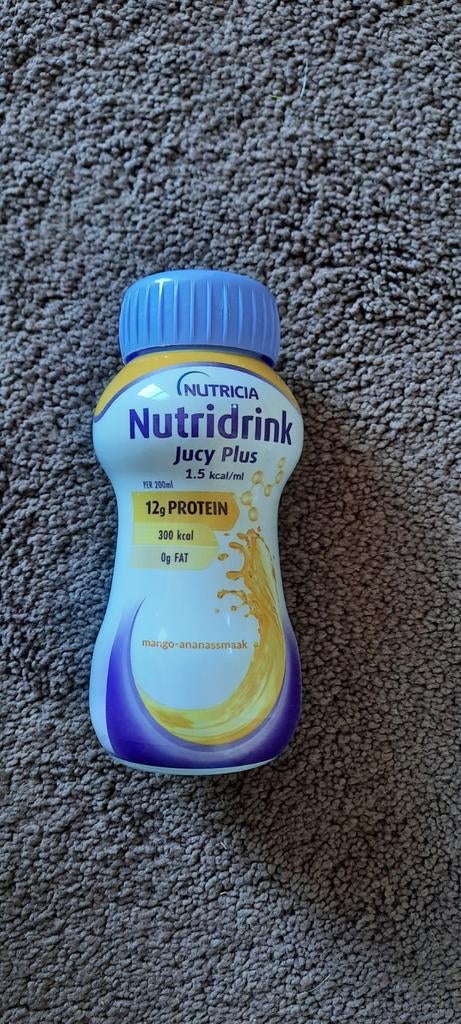 NUTRICIA
Nutridrink
Jucy Plus
1.5 kcal/ml
PER 200ml
12g PROTEIN
300 kcal
0g FAT
mango-ananassmaak